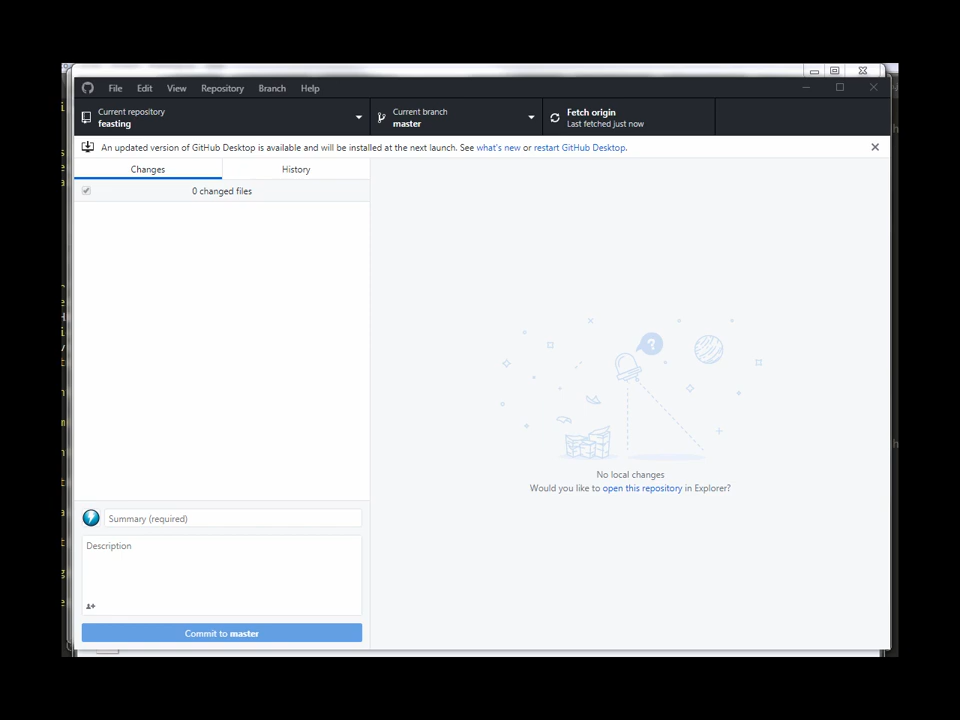 File Edit View Repository Branch Help
Current repository
feasting
Current branch
master
Fetch origin
Last fetched just now
An updated version of GitHub Desktop is available and will be installed at the next launch. See what's new or restart GitHub Desktop.
Changes
History
0 changed files
?
No local changes
Would you like to open this repository in Explorer?
Summary (required)
Description
Commit to master